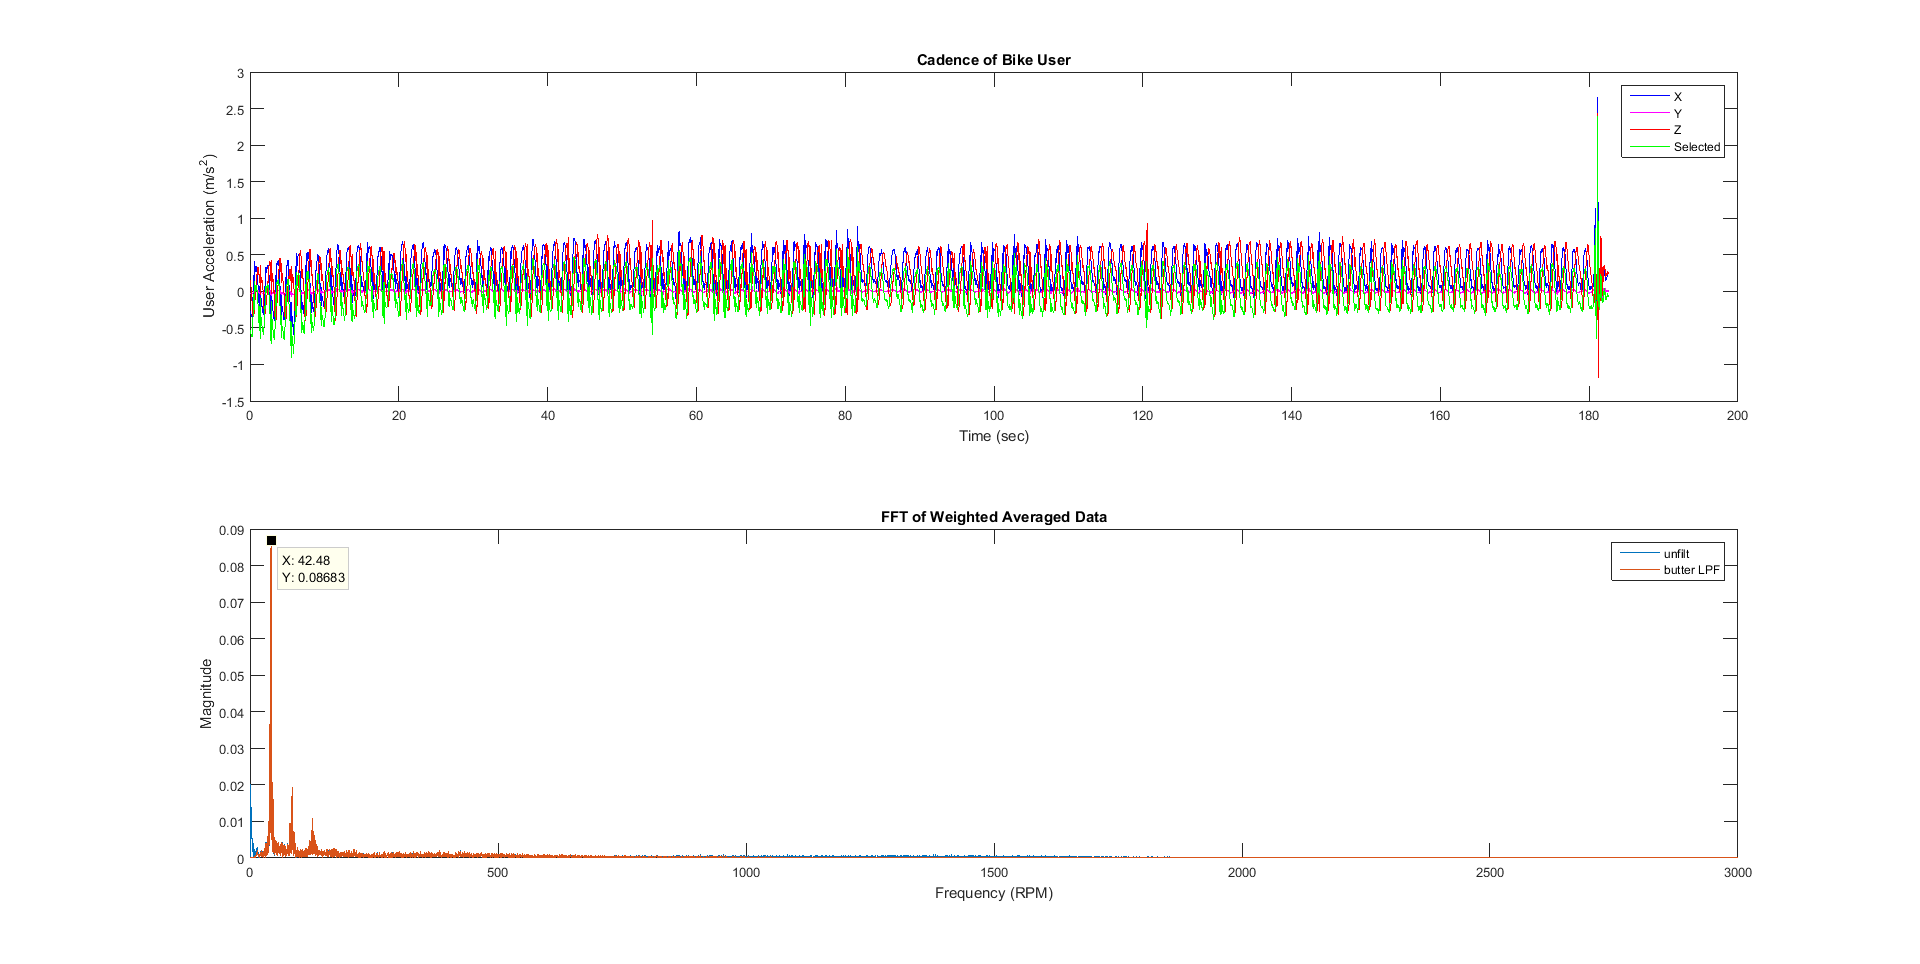 Cadence of Bike User
3
2.5
2
1.5
1
0.5
0
-0.5
-1
-1.5
User Acceleration (m/s²)
X
Y
Z
Selected
0 20 40 60 80 100 120 140 160 180 200
Time (sec)
FFT of Weighted Averaged Data
0.09
0.08
0.07
0.06
0.05
0.04
0.03
0.02
0.01
0
Magnitude
X: 42.48
Y: 0.08683
unfilt
butter LPF
0 500 1000 1500 2000 2500 3000
Frequency (RPM)